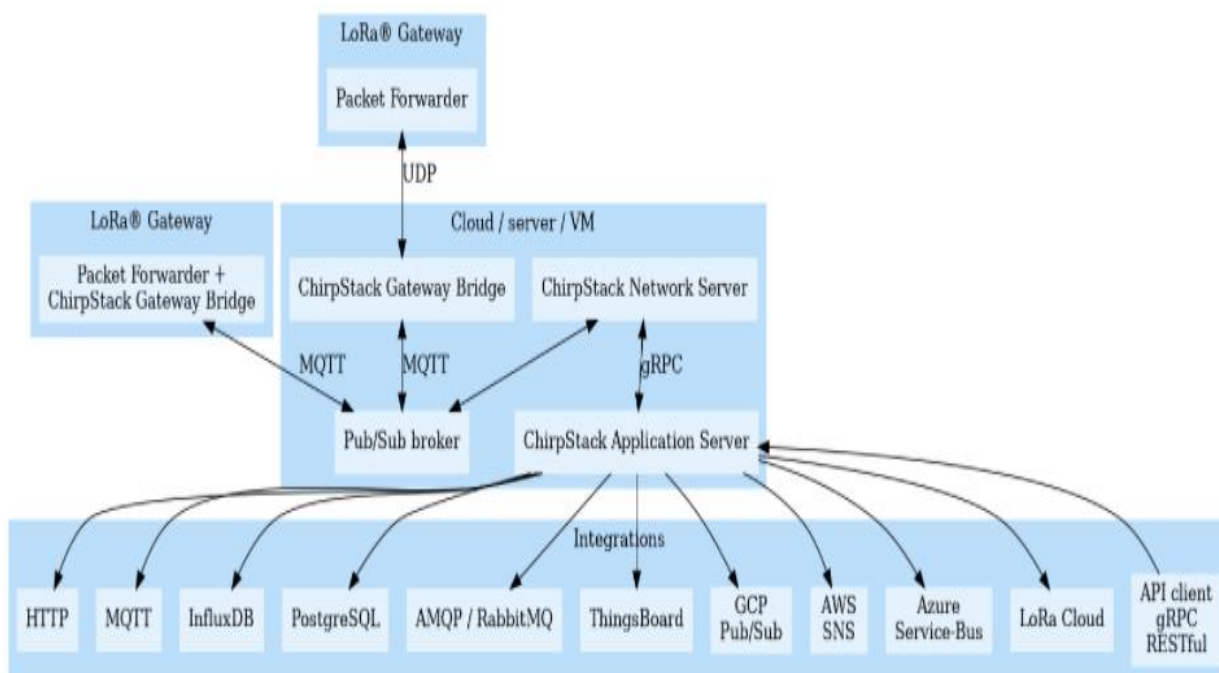 LoRa® Gateway
Packet Forwarder
UDP
LoRa® Gateway
Packet Forwarder +
ChirpStack Gateway Bridge
Cloud / server / VM
ChirpStack Gateway Bridge
ChirpStack Network Server
MQTT
MQTT
gRPC
Pub/Sub broker
ChirpStack Application Server
Integrations
HTTP
MQTT
InfluxDB
PostgreSQL
AMQP / RabbitMQ
ThingsBoard
GCP
Pub/Sub
AWS
SNS
Azure
Service-Bus
LoRa Cloud
API client
gRPC
RESTful